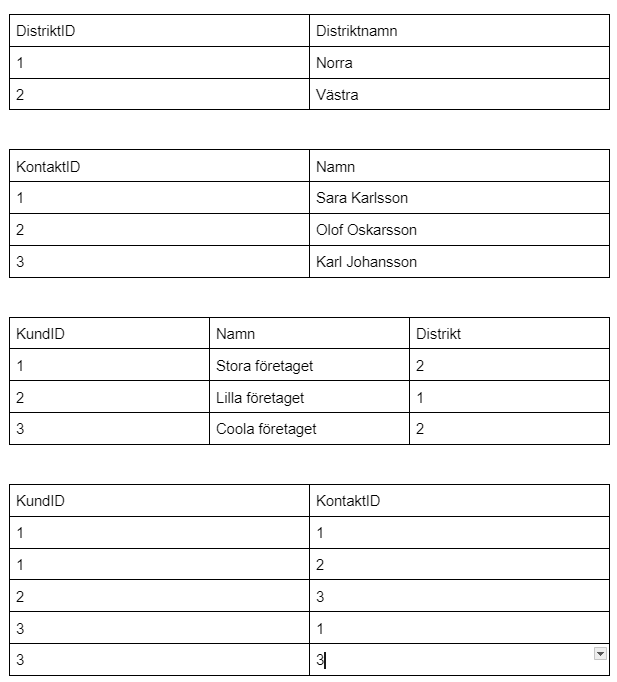 DistriktID Distriktnamn
1 Norra
2 Västra
KontaktID Namn
1 Sara Karlsson
2 Olof Oskarsson
3 Karl Johansson
KundID Namn Distrikt
1 Stora företaget 2
2 Lilla företaget 1
3 Coola företaget 2
KundID KontaktID
1 1
1 2
2 3
3 1
3 3